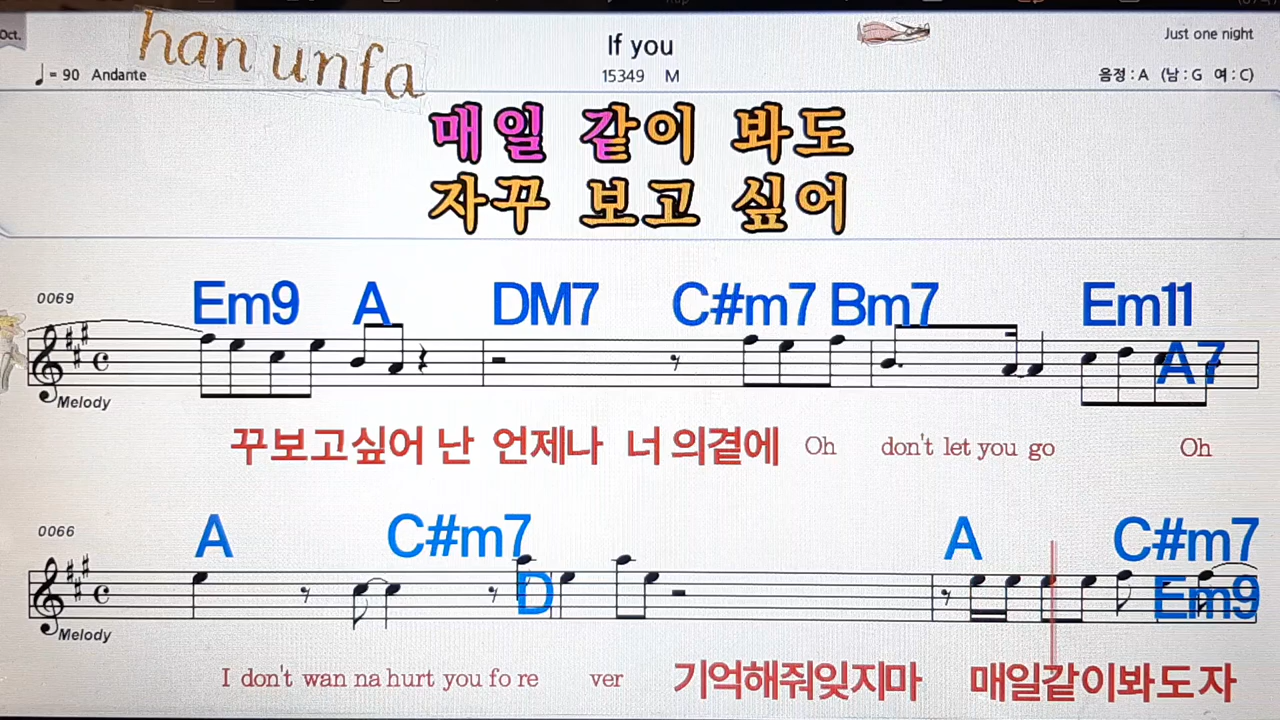 Oct.
han unfa
If you
Just one night
♩= 90 Andante
15349 M
음정 : A (남 : G 여 : C)
매일 같이 봐도
자꾸 보고 싶어
0069
Em9 A DM7 C#m7 Bm7 Em11 A7
Melody
꾸보고싶어 난 언제나 너 의곁에 Oh don't let you go Oh
0066
A C#m7 D A C#m7 Em9
Melody
I don't wan na hurt you fo re ver 기억해줘잊지마 매일같이봐도자